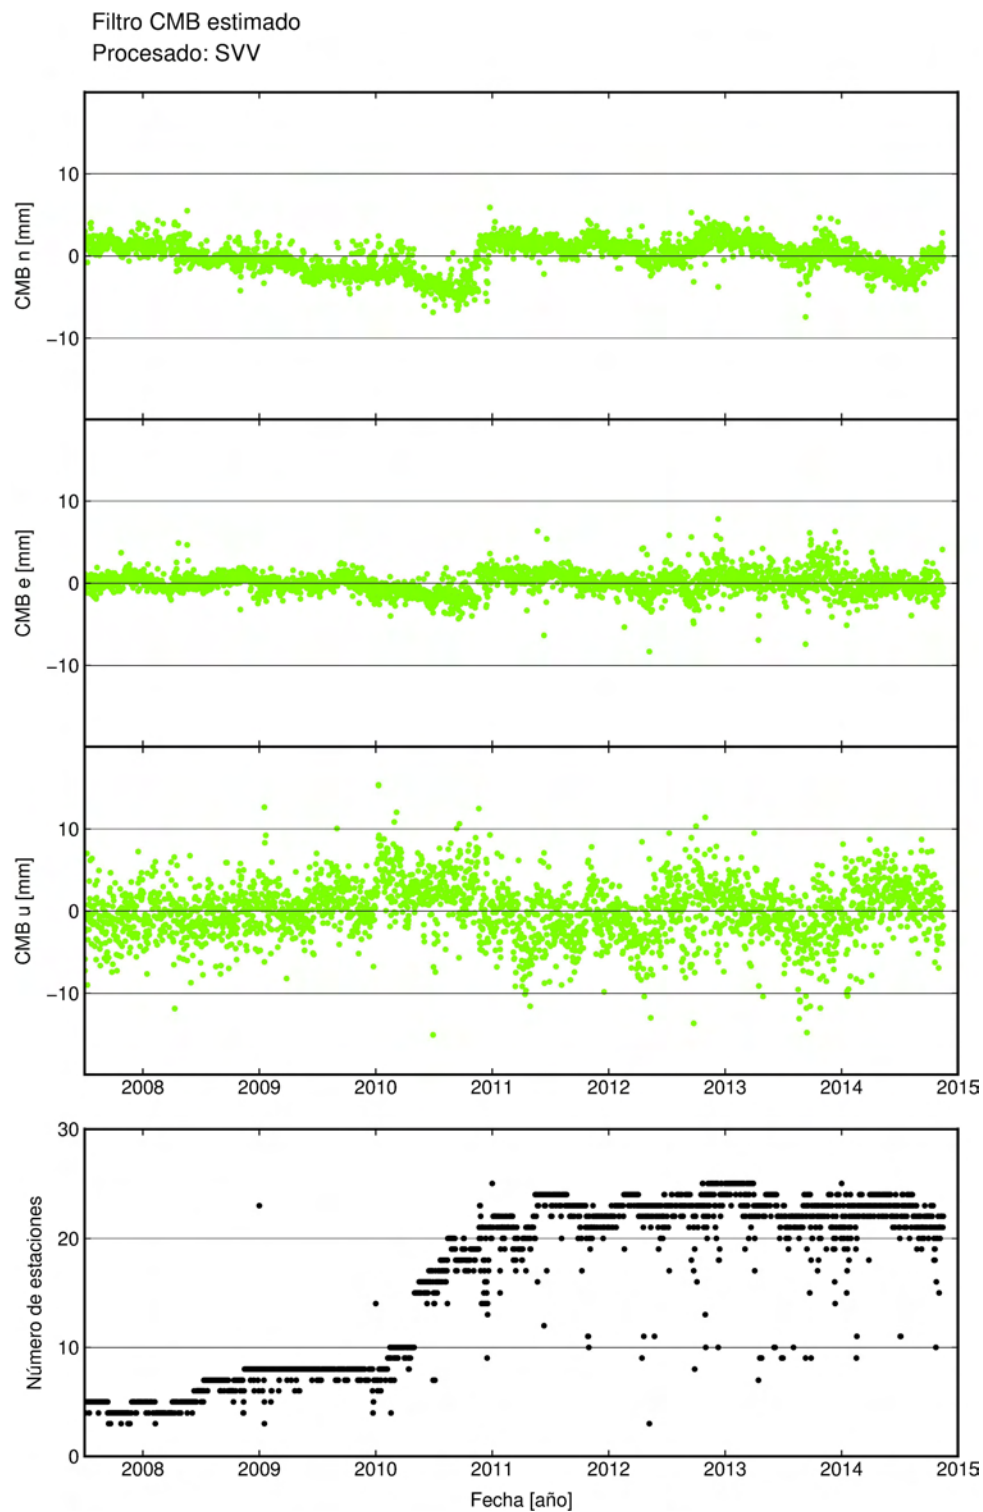 Filtro CMB estimado
Procesado: SVV
CMB n [mm]
10
0
−10
CMB e [mm]
10
0
−10
CMB u [mm]
10
0
−10
2008 2009 2010 2011 2012 2013 2014 2015
Número de estaciones
30
20
10
0
2008 2009 2010 2011 2012 2013 2014 2015
Fecha [año]